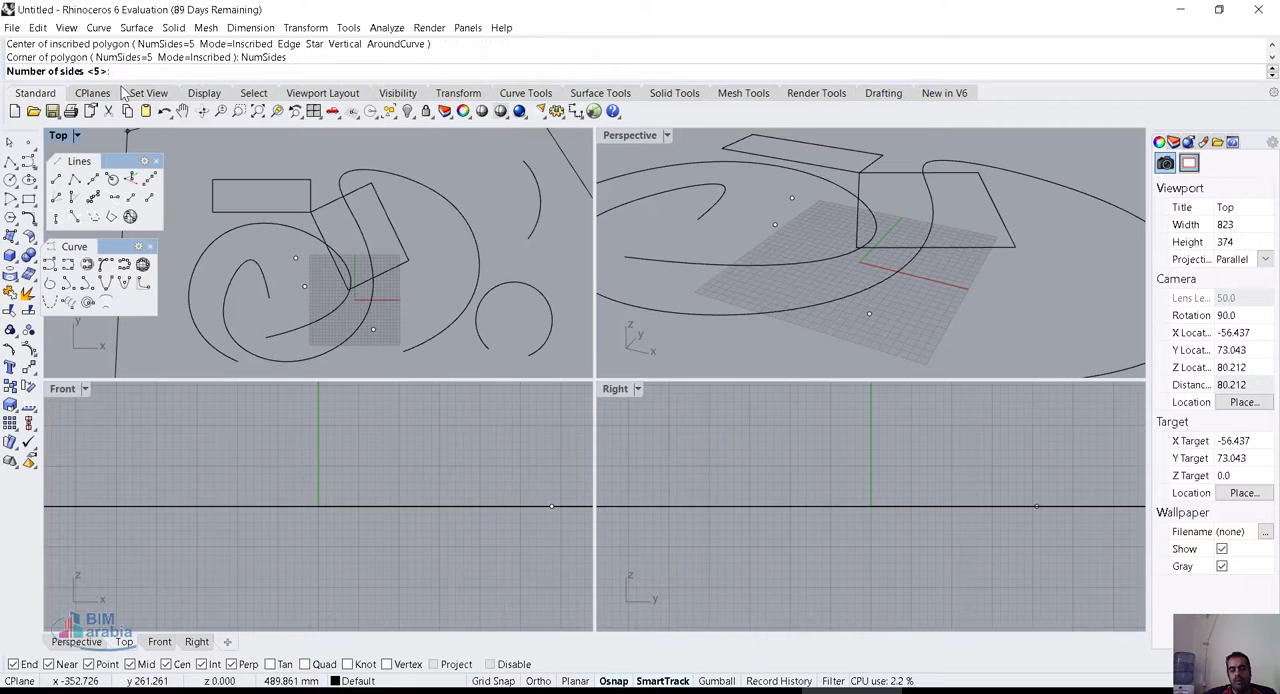 Untitled - Rhinoceros 6 Evaluation (89 Days Remaining)
File Edit View Curve Surface Solid Mesh Dimension Transform Tools Analyze Render Panels Help
Center of inscribed polygon ( NumSides=5 Mode=Inscribed Edge Star Vertical AroundCurve )
Corner of polygon ( NumSides=5 Mode=Inscribed ): NumSides
Number of sides <5>:
Standard CPlanes Set View Display Select Viewport Layout Visibility Transform Curve Tools Surface Tools Solid Tools Mesh Tools Render Tools Drafting New in V6
Top
Perspective
Lines
Curve
y
x
z
y
x
Front
Right
z
x
z
y
Viewport
Title Top
Width 823
Height 374
Projecti... Parallel
Camera
Lens Le... 50.0
Rotation 90.0
X Locat... -56.437
Y Locat... 73.043
Z Locat... 80.212
Distanc... 80.212
Location Place...
Target
X Target -56.437
Y Target 73.043
Z Target 0.0
Location Place...
Wallpaper
Filename (none) ...
Show
Gray
BIM
arabia
Perspective Top Front Right
End Near Point Mid Cen Int Perp Tan Quad Knot Vertex Project Disable
CPlane x -352.726 y 261.261 z 0.000 489.861 mm Default Grid Snap Ortho Planar Osnap SmartTrack Gumball Record History Filter CPU use: 2.2 %